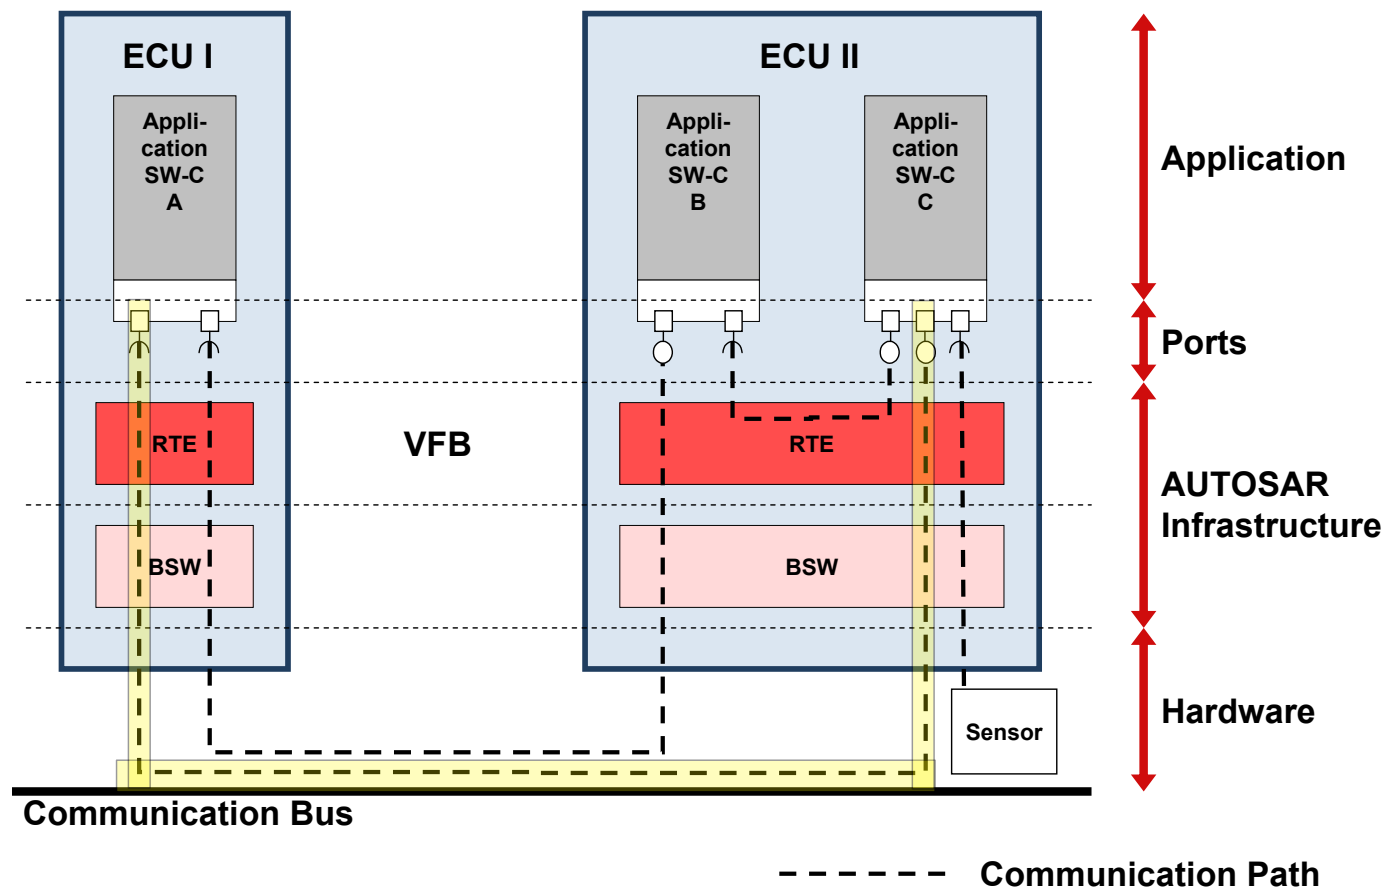 ECU I
ECU II
Appli-
cation
SW-C
A
Appli-
cation
SW-C
B
Appli-
cation
SW-C
C
Application
Ports
RTE
VFB
RTE
AUTOSAR
Infrastructure
BSW
BSW
Sensor
Hardware
Communication Bus
Communication Path